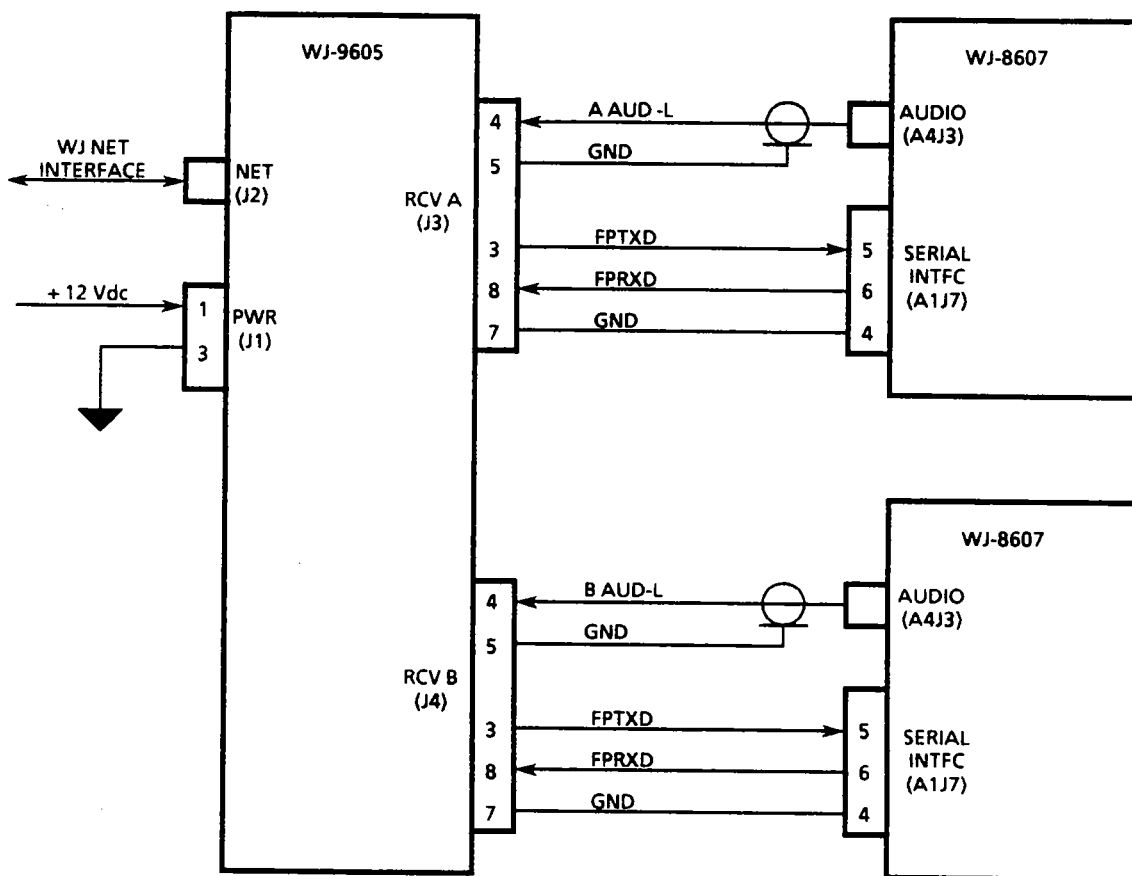 WJ-9605
WJ NET
INTERFACE
NET
(J2)
+ 12 Vdc
1
3
PWR
(J1)
RCV A
(J3)
4
5
3
8
7
A AUD -L
GND
FPTXD
FPRXD
GND
WJ-8607
AUDIO
(A4J3)
5
6
4
SERIAL
INTFC
(A1J7)
RCV B
(J4)
4
5
3
8
7
B AUD-L
GND
FPTXD
FPRXD
GND
WJ-8607
AUDIO
(A4J3)
5
6
4
SERIAL
INTFC
(A1J7)